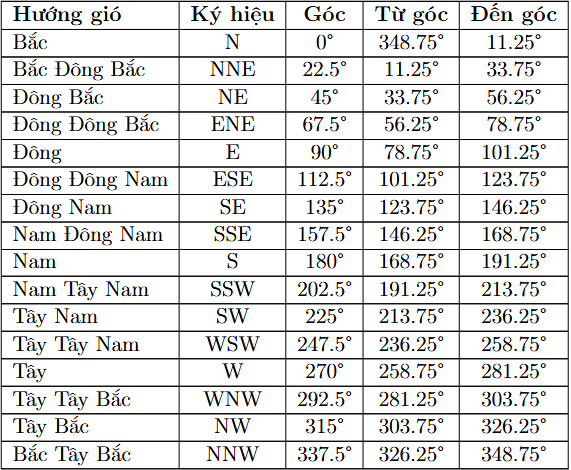 Hướng gió Ký hiệu Góc Từ góc Đến góc
Bắc N 0° 348.75° 11.25°
Bắc Đông Bắc NNE 22.5° 11.25° 33.75°
Đông Bắc NE 45° 33.75° 56.25°
Đông Đông Bắc ENE 67.5° 56.25° 78.75°
Đông E 90° 78.75° 101.25°
Đông Đông Nam ESE 112.5° 101.25° 123.75°
Đông Nam SE 135° 123.75° 146.25°
Nam Đông Nam SSE 157.5° 146.25° 168.75°
Nam S 180° 168.75° 191.25°
Nam Tây Nam SSW 202.5° 191.25° 213.75°
Tây Nam SW 225° 213.75° 236.25°
Tây Tây Nam WSW 247.5° 236.25° 258.75°
Tây W 270° 258.75° 281.25°
Tây Tây Bắc WNW 292.5° 281.25° 303.75°
Tây Bắc NW 315° 303.75° 326.25°
Bắc Tây Bắc NNW 337.5° 326.25° 348.75°